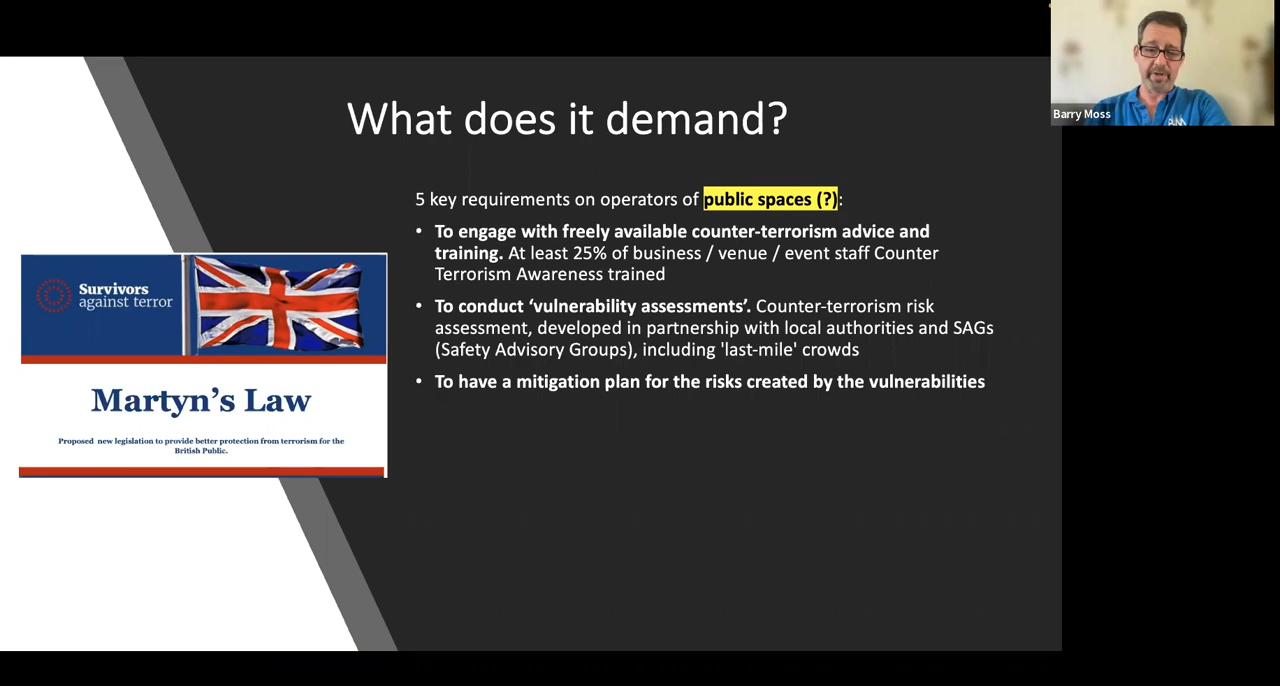 What does it demand?
Barry Moss
5 key requirements on operators of public spaces (?):
• To engage with freely available counter-terrorism advice and
training. At least 25% of business / venue / event staff Counter
Terrorism Awareness trained
• To conduct ‘vulnerability assessments’. Counter-terrorism risk
assessment, developed in partnership with local authorities and SAGs
(Safety Advisory Groups), including 'last-mile' crowds
• To have a mitigation plan for the risks created by the vulnerabilities
Survivors
against terror
Martyn’s Law
Proposed new legislation to provide better protection from terrorism for the
British Public.